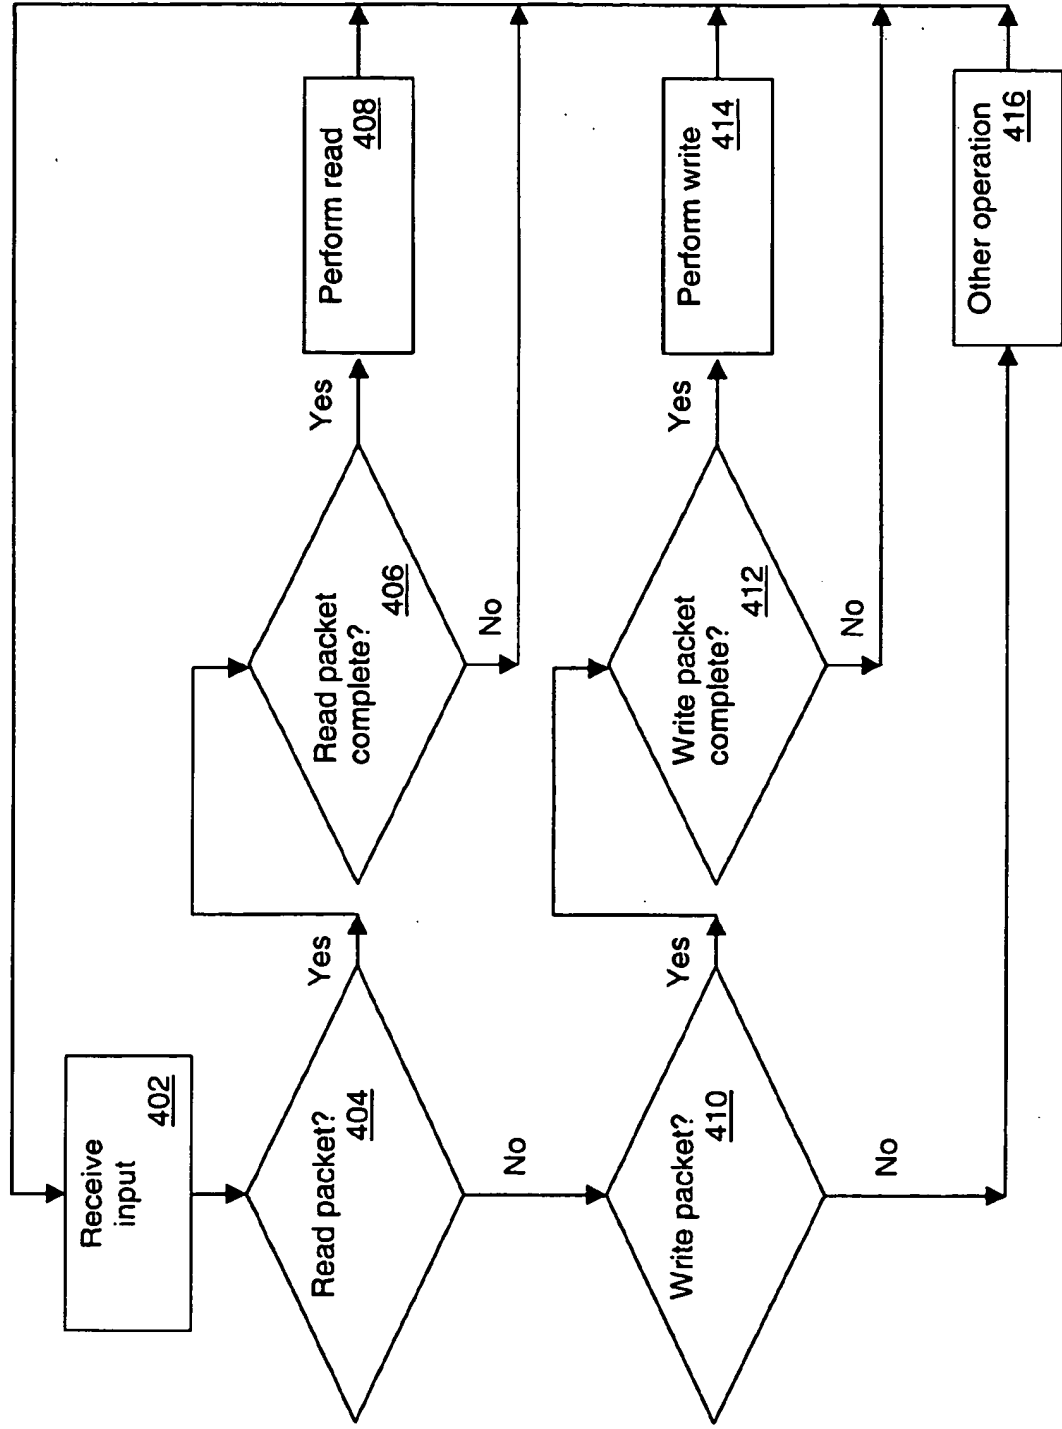 Receive
input
402
Read packet?
404
Yes
No
Read packet
complete?
406
Yes
No
Perform read
408
Write packet?
410
Yes
No
Write packet
complete?
412
Yes
No
Perform write
414
Other operation
416